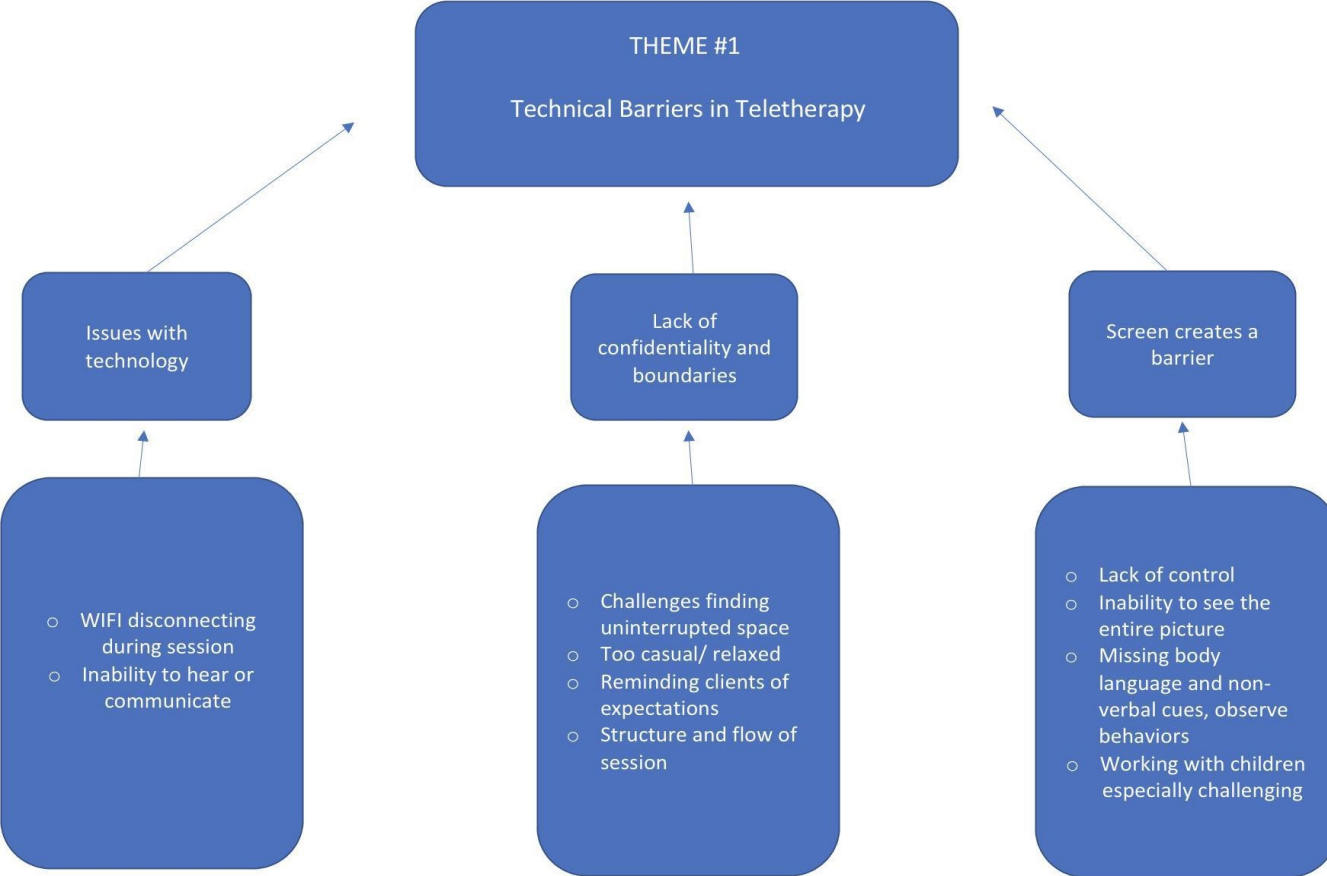 THEME #1
Technical Barriers in Teletherapy
Issues with
technology
Lack of
confidentiality and
boundaries
Screen creates a
barrier
o WIFI disconnecting
during session
o Inability to hear or
communicate
o Challenges finding
uninterrupted space
o Too casual/ relaxed
o Reminding clients of
expectations
o Structure and flow of
session
o Lack of control
o Inability to see the
entire picture
o Missing body
language and non-
verbal cues, observe
behaviors
o Working with children
especially challenging